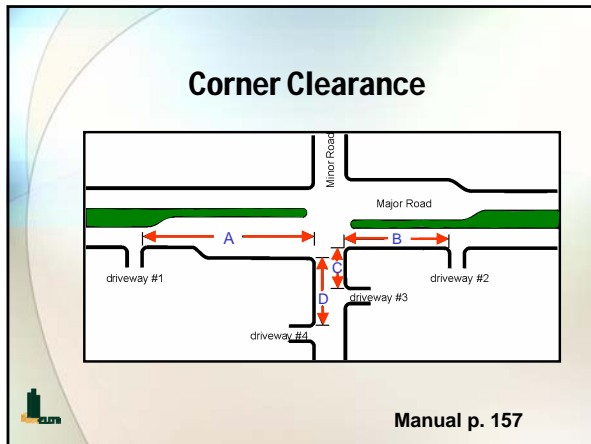 Corner Clearance
Minor Road
Major Road
A
B
C
D
driveway #1
driveway #2
driveway #3
driveway #4
Manual p. 157